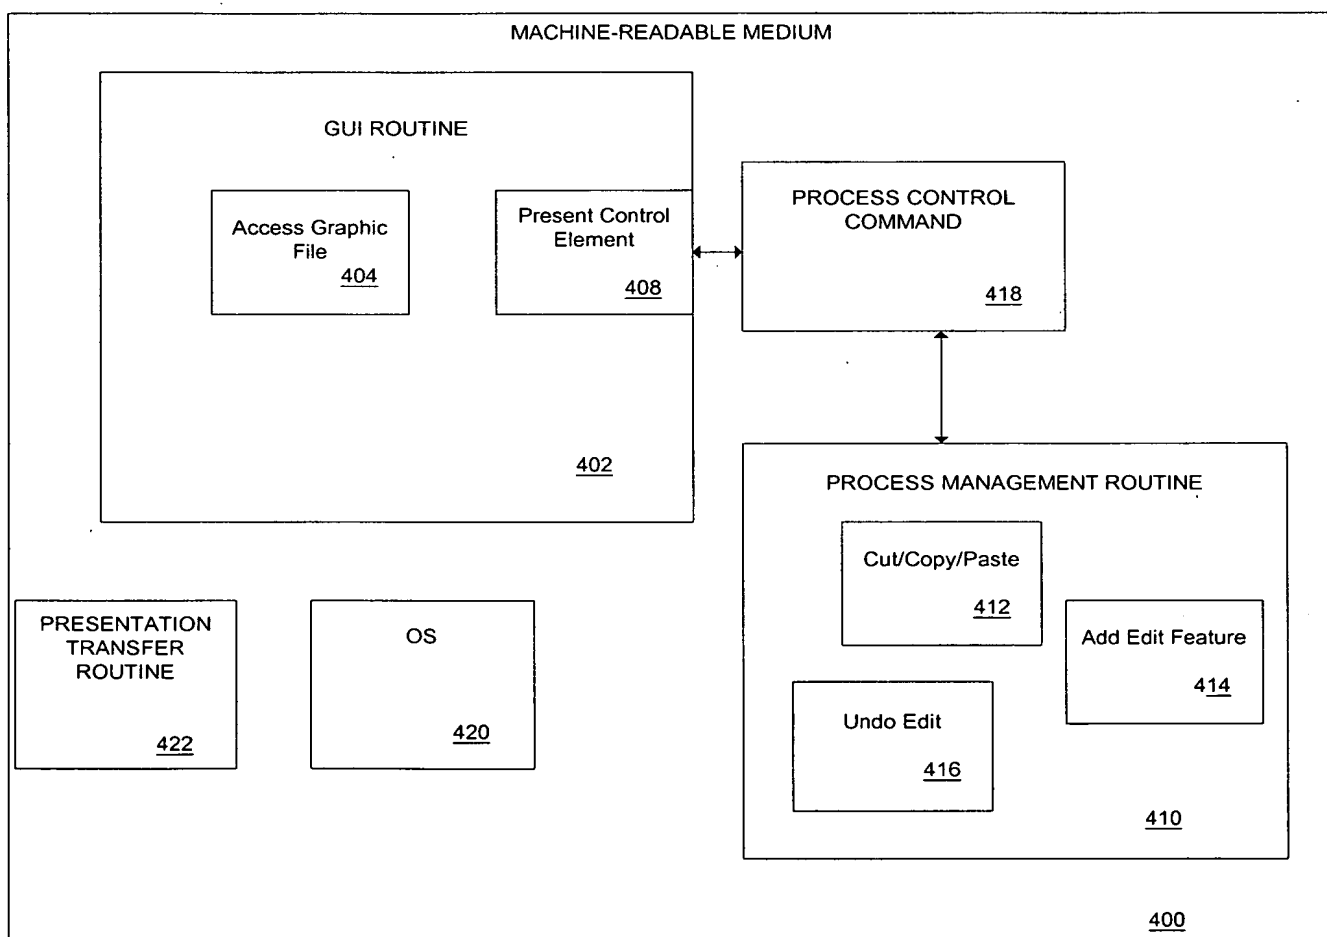 MACHINE-READABLE MEDIUM
GUI ROUTINE
Access Graphic
File
404
Present Control
Element
408
402
PROCESS CONTROL
COMMAND
418
PROCESS MANAGEMENT ROUTINE
Cut/Copy/Paste
412
Add Edit Feature
414
Undo Edit
416
410
PRESENTATION
TRANSFER
ROUTINE
422
OS
420
400